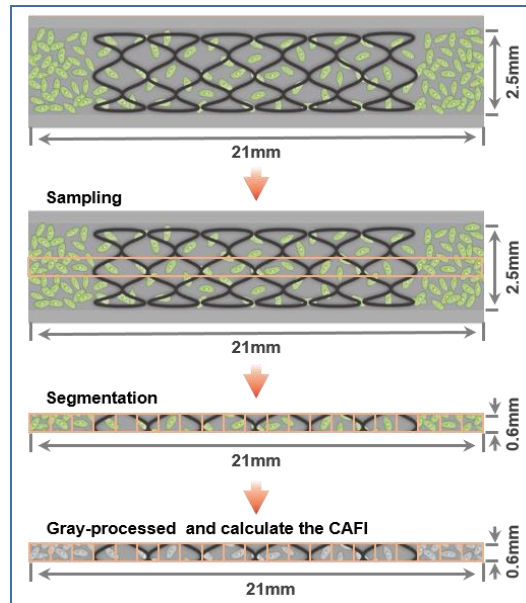 2.5mm
21mm
Sampling
2.5mm
21mm
Segmentation
0.6mm
21mm
Gray-processed and calculate the CAFI
0.6mm
21mm